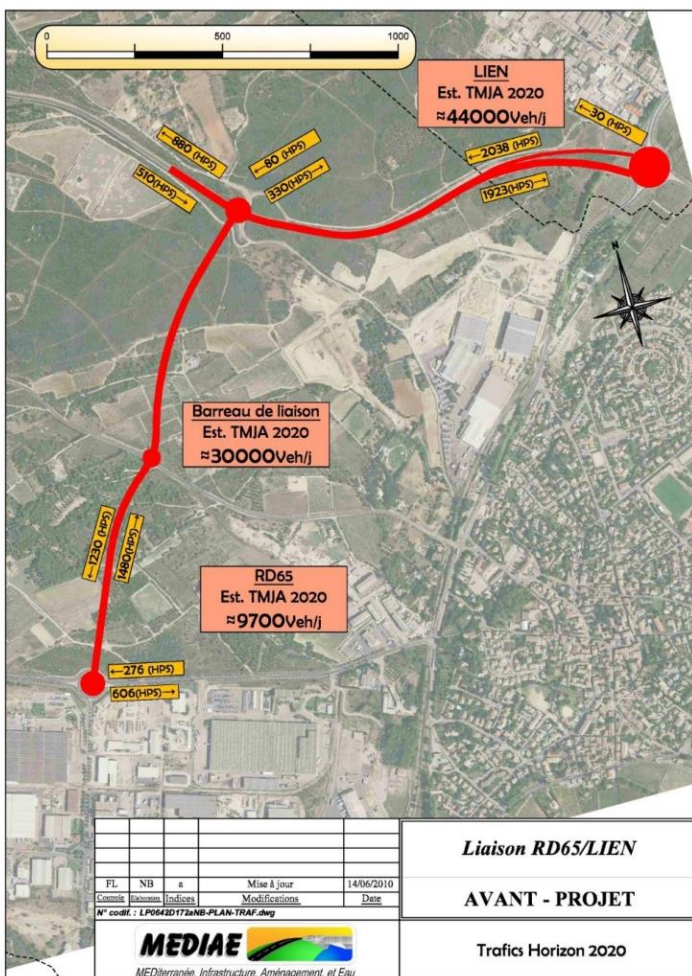 0 500 1000
LIEN
Est. TMJA 2020
≈44000Veh/j
←30 (HPS)
←2038 (HPS)
1923(HPS)→
←880 (HPS)
←80 (HPS)
510(HPS)→
330(HPS)→
N
Barreau de liaison
Est. TMJA 2020
≈30000Veh/j
←1230 (HPS)
1480(HPS)→
RD65
Est. TMJA 2020
≈9700Veh/j
←276 (HPS)
606(HPS)→
FL NB a Mise à jour 14/06/2010
Controle Elaboration Indices Modifications Date
N° codif. : LP0642D172aNB-PLAN-TRAF.dwg
MEDIAE
MEDiterranée, Infrastructure, Aménagement, et Eau
Liaison RD65/LIEN
AVANT - PROJET
Trafics Horizon 2020